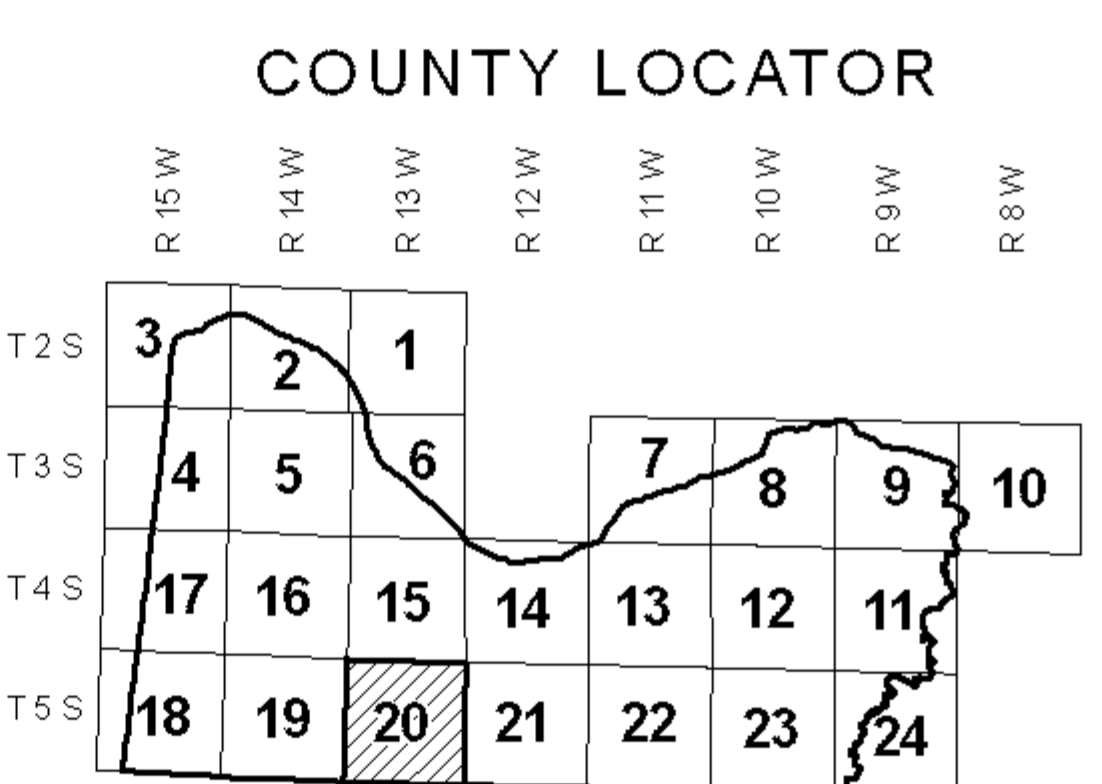 COUNTY LOCATOR
R 15 W R 14 W R 13 W R 12 W R 11 W R 10 W R 9 W R 8 W
T 2 S 3 2 1
T 3 S 4 5 6 7 8 9 10
T 4 S 17 16 15 14 13 12 11
T 5 S 18 19 20 21 22 23 24